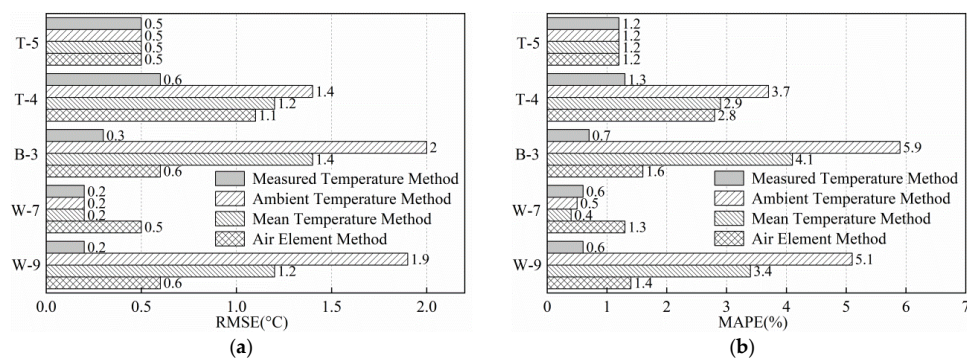 T-5
0.5
0.5
0.5
0.5
T-4
0.6
1.4
1.2
1.1
B-3
0.3
2
1.4
0.6
W-7
0.2
0.2
0.2
0.5
W-9
0.2
1.9
1.2
0.6
Measured Temperature Method
Ambient Temperature Method
Mean Temperature Method
Air Element Method
0.0 0.5 1.0 1.5 2.0
RMSE(°C)
(a)
T-5
1.2
1.2
1.2
1.2
T-4
1.3
3.7
2.9
2.8
B-3
0.7
5.9
4.1
1.6
W-7
0.6
0.5
0.4
1.3
W-9
0.6
5.1
3.4
1.4
Measured Temperature Method
Ambient Temperature Method
Mean Temperature Method
Air Element Method
0 1 2 3 4 5 6 7
MAPE(%)
(b)